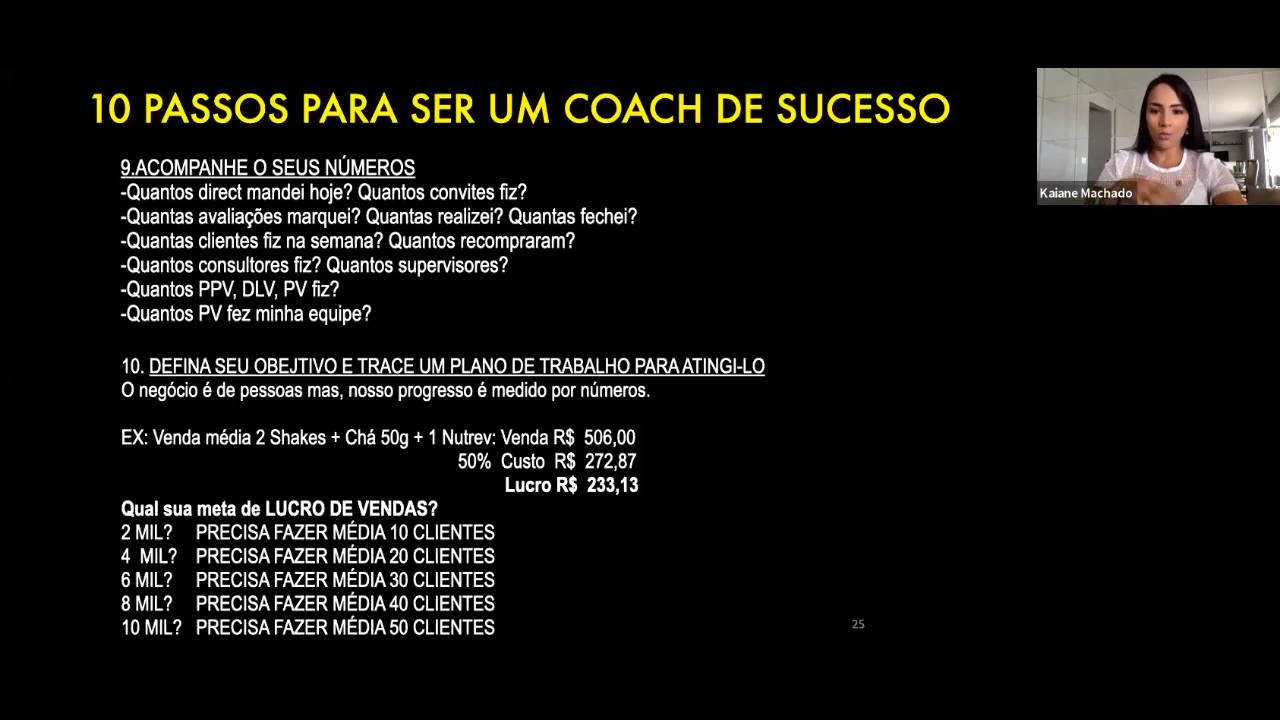 10 PASSOS PARA SER UM COACH DE SUCESSO
Kaiane Machado
9.ACOMPANHE O SEUS NÚMEROS
-Quantos direct mandei hoje? Quantos convites fiz?
-Quantas avaliações marquei? Quantas realizei? Quantas fechei?
-Quantas clientes fiz na semana? Quantos recompraram?
-Quantos consultores fiz? Quantos supervisores?
-Quantos PPV, DLV, PV fiz?
-Quantos PV fez minha equipe?
10. DEFINA SEU OBEJTIVO E TRACE UM PLANO DE TRABALHO PARA ATINGI-LO
O negócio é de pessoas mas, nosso progresso é medido por números.
EX: Venda média 2 Shakes + Chá 50g + 1 Nutrev: Venda R$ 506,00
50% Custo R$ 272,87
Lucro R$ 233,13
Qual sua meta de LUCRO DE VENDAS?
2 MIL? PRECISA FAZER MÉDIA 10 CLIENTES
4 MIL? PRECISA FAZER MÉDIA 20 CLIENTES
6 MIL? PRECISA FAZER MÉDIA 30 CLIENTES
8 MIL? PRECISA FAZER MÉDIA 40 CLIENTES
10 MIL? PRECISA FAZER MÉDIA 50 CLIENTES
25